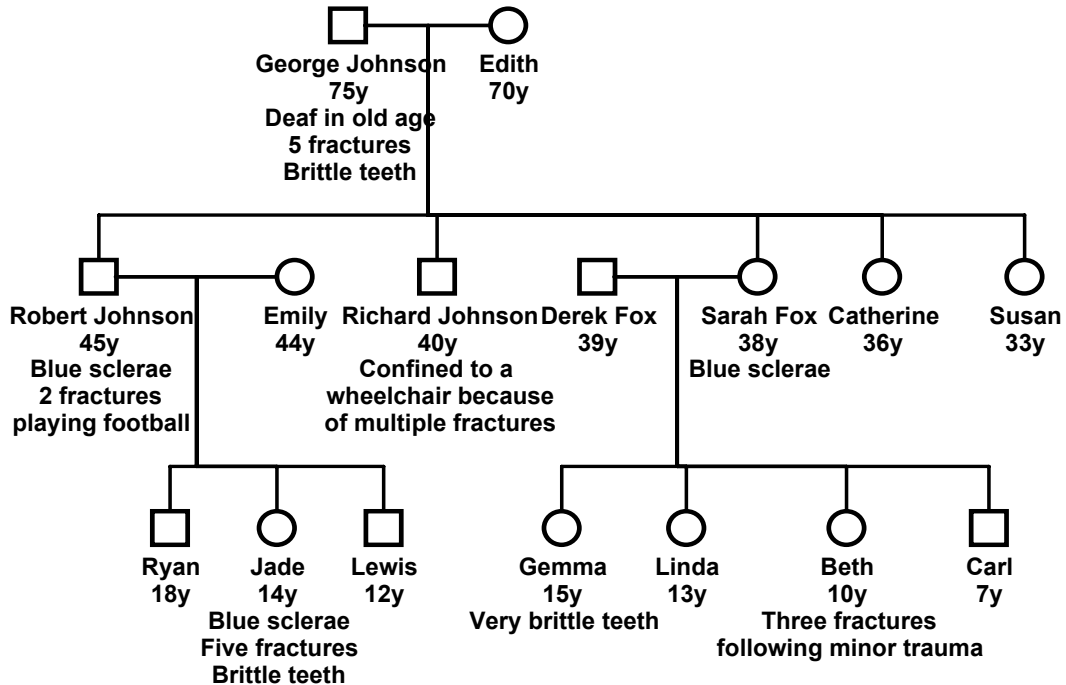 George Johnson
75y
Deaf in old age
5 fractures
Brittle teeth
Edith
70y
Robert Johnson
45y
Blue sclerae
2 fractures
playing football
Emily
44y
Richard Johnson
40y
Confined to a
wheelchair because
of multiple fractures
Derek Fox
39y
Sarah Fox
38y
Blue sclerae
Catherine
36y
Susan
33y
Ryan
18y
Jade
14y
Blue sclerae
Five fractures
Brittle teeth
Lewis
12y
Gemma
15y
Very brittle teeth
Linda
13y
Beth
10y
Three fractures
following minor trauma
Carl
7y